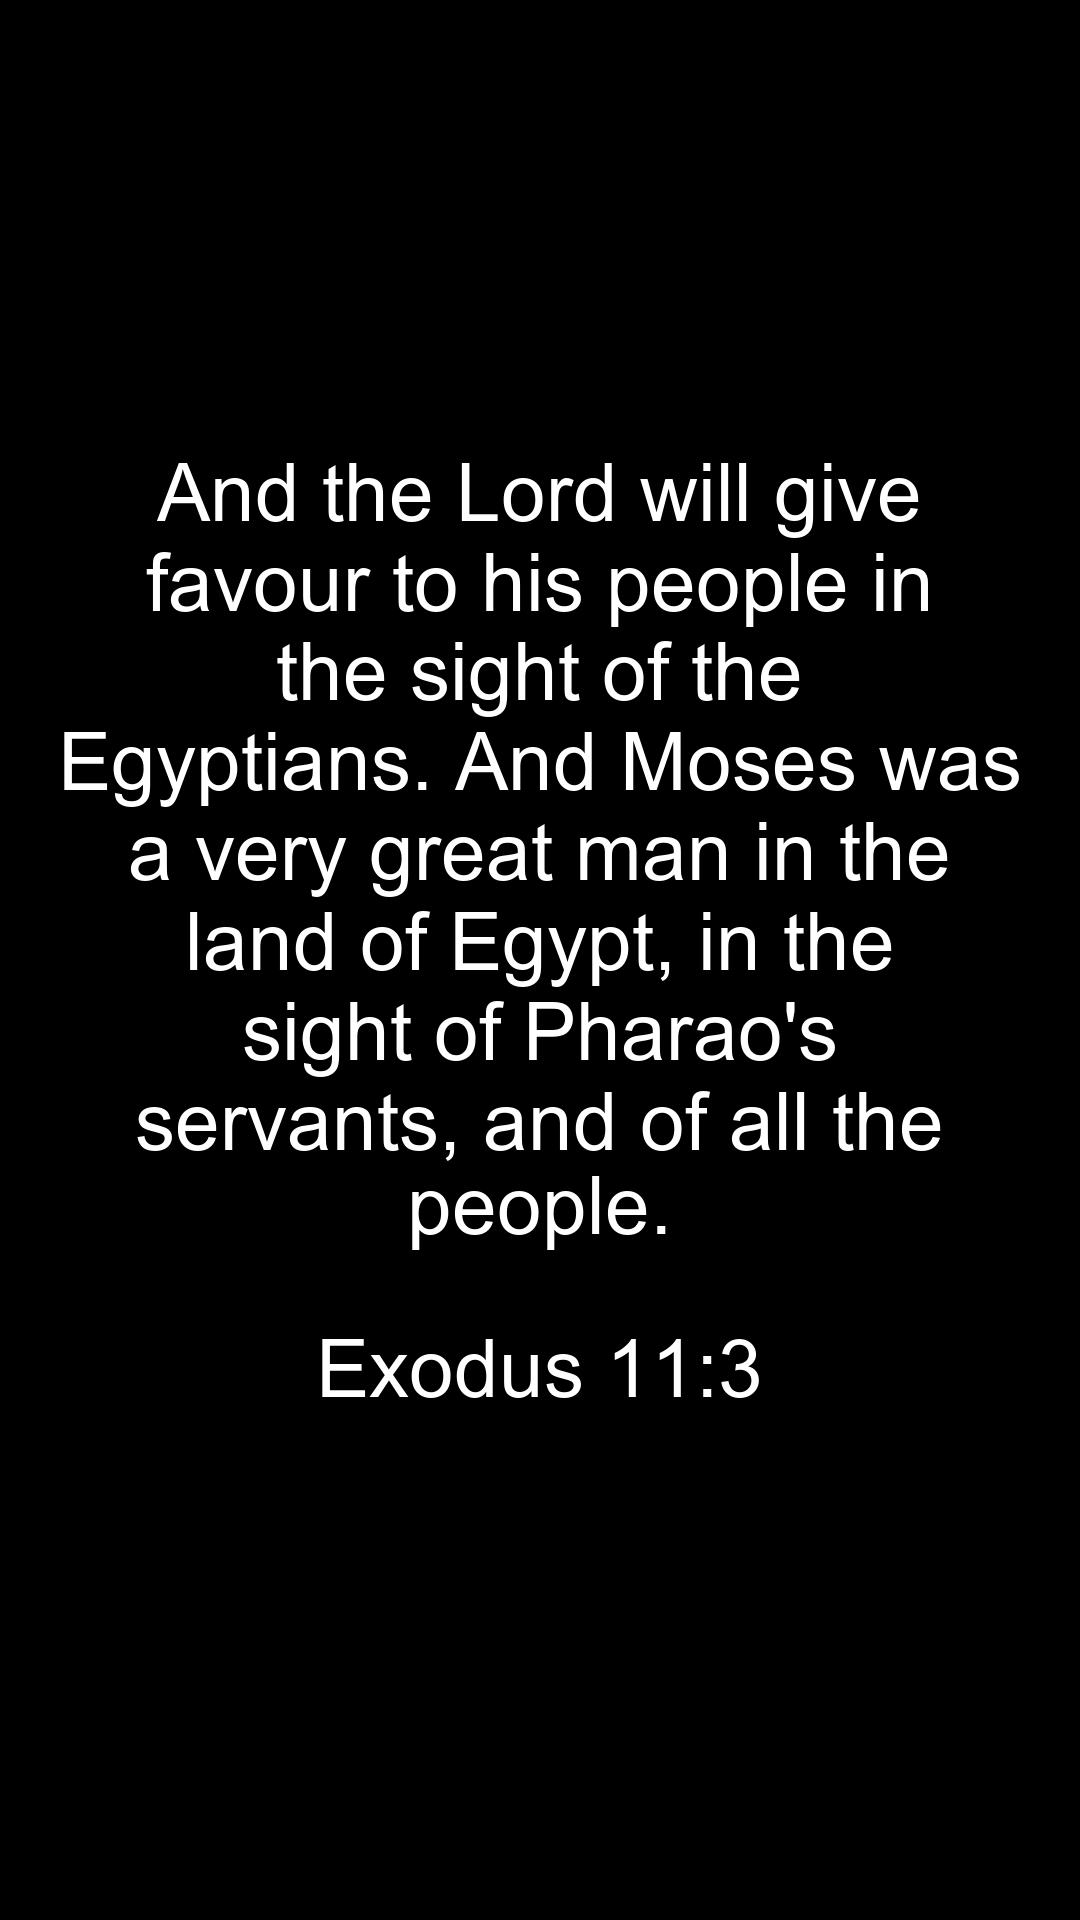 And the Lord will give
favour to his people in
the sight of the
Egyptians. And Moses was
a very great man in the
land of Egypt, in the
sight of Pharao's
servants, and of all the
people.
Exodus 11:3